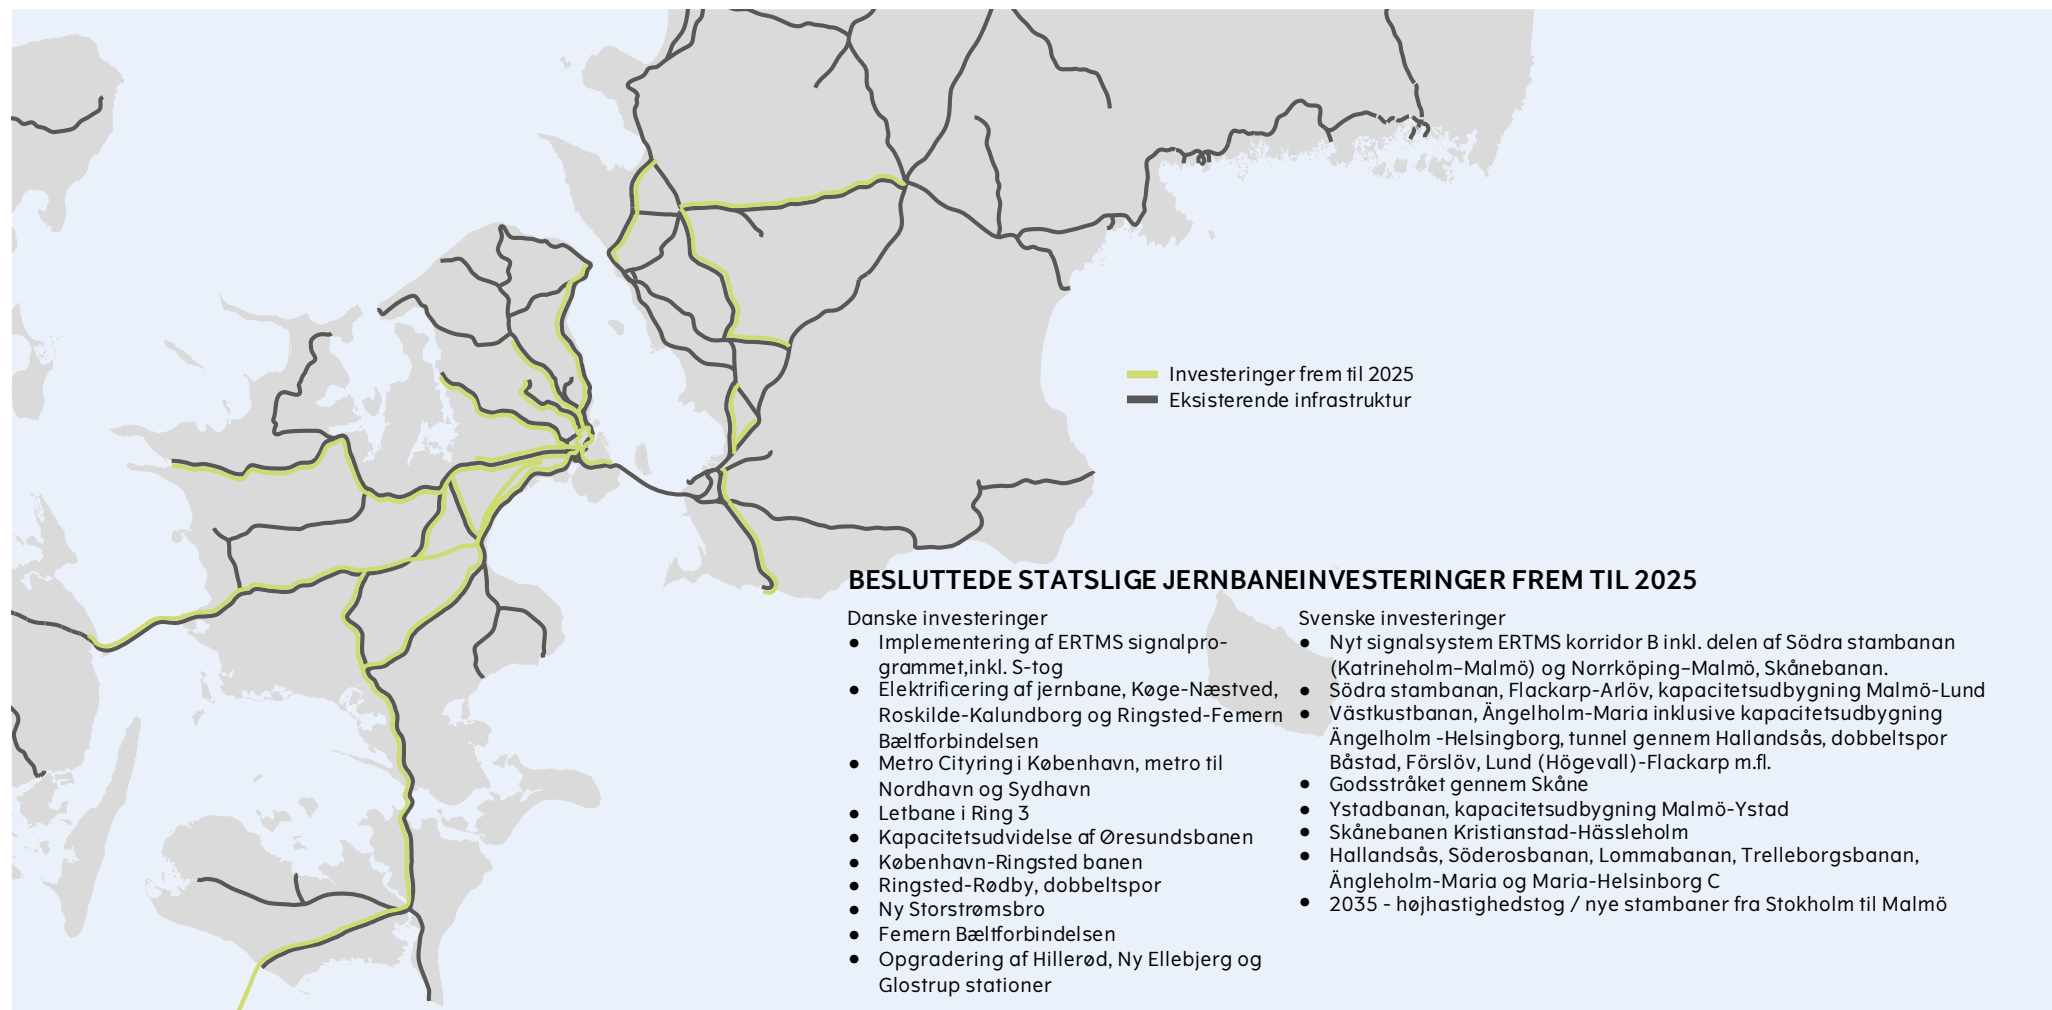 Investeringer frem til 2025
Eksisterende infrastruktur
BESLUTTEDE STATSLIGE JERNBANEINVESTERINGER FREM TIL 2025
Danske investeringer
● Implementering af ERTMS signalpro-
grammet,inkl. S-tog
● Elektrificering af jernbane, Køge-Næstved,
Roskilde-Kalundborg og Ringsted-Femern
Bæltforbindelsen
● Metro Cityring i København, metro til
Nordhavn og Sydhavn
● Letbane i Ring 3
● Kapacitetsudvidelse af Øresundsbanen
● København-Ringsted banen
● Ringsted-Rødby, dobbeltspor
● Ny Storstrømsbro
● Femern Bæltforbindelsen
● Opgradering af Hillerød, Ny Ellebjerg og
Glostrup stationer
Svenske investeringer
● Nyt signalsystem ERTMS korridor B inkl. delen af Södra stambanan
(Katrineholm–Malmö) og Norrköping–Malmö, Skånebanan.
● Södra stambanan, Flackarp-Arlöv, kapacitetsudbygning Malmö-Lund
● Västkustbanan, Ängelholm-Maria inklusive kapacitetsudbygning
Ängelholm -Helsingborg, tunnel gennem Hallandsås, dobbeltspor
Båstad, Förslöv, Lund (Högevall)-Flackarp m.fl.
● Godsstråket gennem Skåne
● Ystadbanan, kapacitetsudbygning Malmö-Ystad
● Skånebanen Kristianstad-Hässleholm
● Hallandsås, Söderosbanan, Lommabanan, Trelleborgsbanan,
Ängleholm-Maria og Maria-Helsinborg C
● 2035 - højhastighedstog / nye stambaner fra Stokholm til Malmö